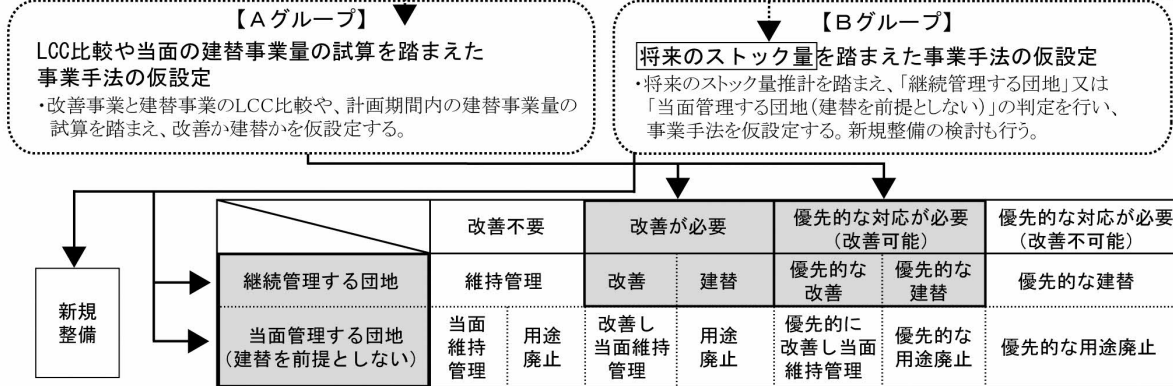 【Aグループ】
LCC比較や当面の建替事業量の試算を踏まえた
事業手法の仮設定
・改善事業と建替事業のLCC比較や、計画期間内の建替事業量の
試算を踏まえ、改善か建替かを仮設定する。
【Bグループ】
将来のストック量を踏まえた事業手法の仮設定
・将来のストック量推計を踏まえ、「継続管理する団地」又は
「当面管理する団地(建替を前提としない)」の判定を行い、
事業手法を仮設定する。新規整備の検討も行う。
新規
整備
改善不要
改善が必要
優先的な対応が必要
(改善可能)
優先的な対応が必要
(改善不可能)
継続管理する団地
維持管理
改善
建替
優先的な
改善
優先的な
建替
優先的な建替
当面管理する団地
(建替を前提としない)
当面
維持
管理
用途
廃止
改善し
当面維持
管理
用途
廃止
優先的に
改善し当面
維持管理
優先的な
用途廃止
優先的な用途廃止